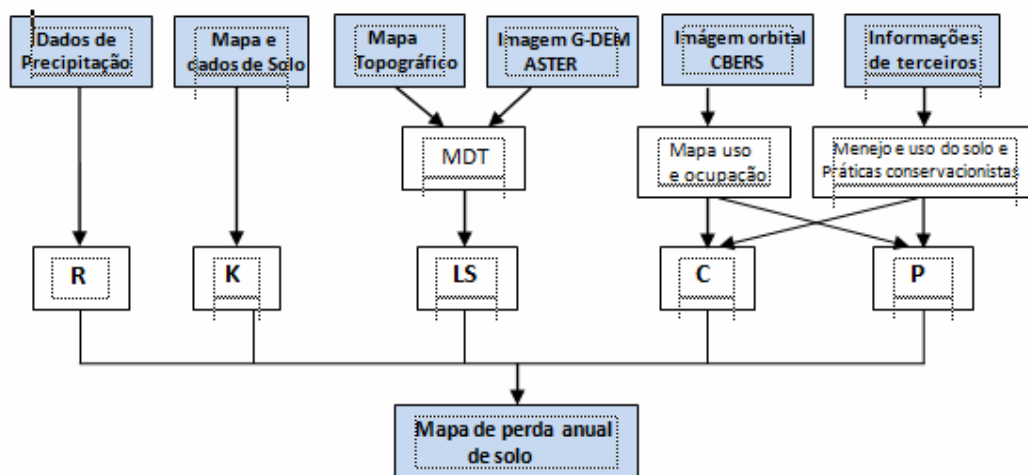 Dados de
Precipitação
Mapa e
dados de Solo
Mapa
Topográfico
Imagem G-DEM
ASTER
Imágem orbital
CBERS
Informações
de terceiros
MDT
Mapa uso
e ocupação
Menejo e uso do solo e
Práticas conservacionistas
R
K
LS
C
P
Mapa de perda anual
de solo